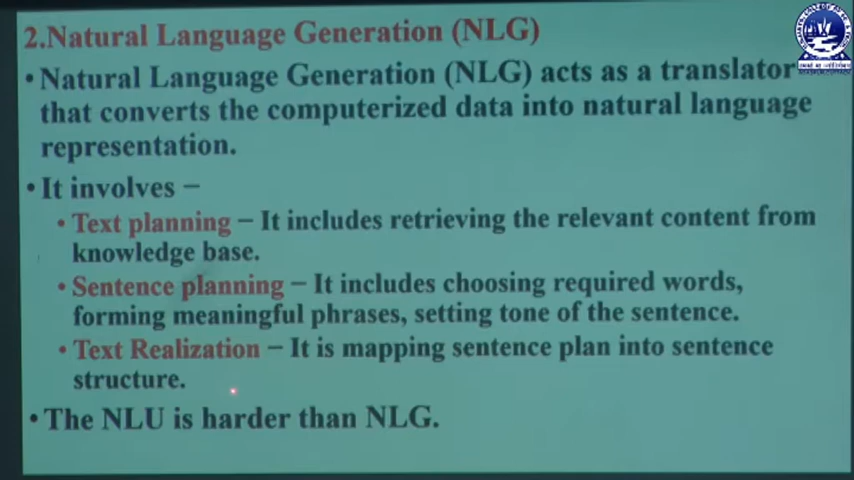 2.Natural Language Generation (NLG)
• Natural Language Generation (NLG) acts as a translator
that converts the computerized data into natural language
representation.
• It involves –
• Text planning – It includes retrieving the relevant content from
knowledge base.
• Sentence planning – It includes choosing required words,
forming meaningful phrases, setting tone of the sentence.
• Text Realization – It is mapping sentence plan into sentence
structure.
• The NLU is harder than NLG.